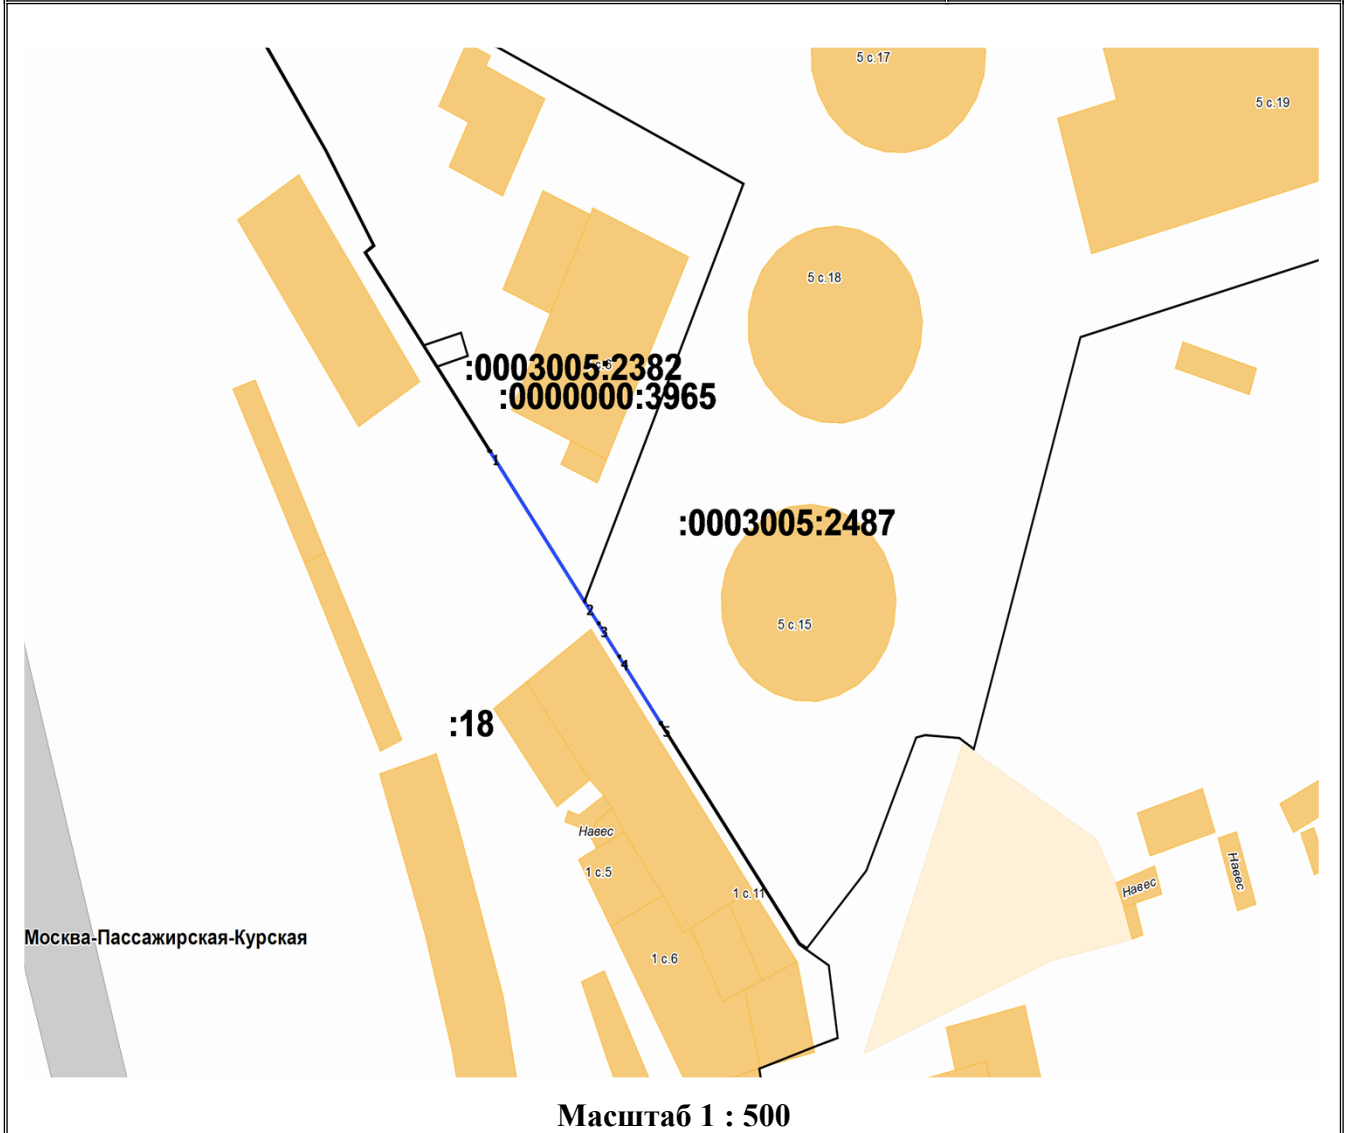 5 с.17
5 с.19
5 с.18
:0003005:2382
:0000000:3965
1
:0003005:2487
2
5 с.15
3
4
:18
5
Навес
1 с.5
Навес
Навес
1 с.11
Москва-Пассажирская-Курская
1 с.6
Масштаб 1 : 500